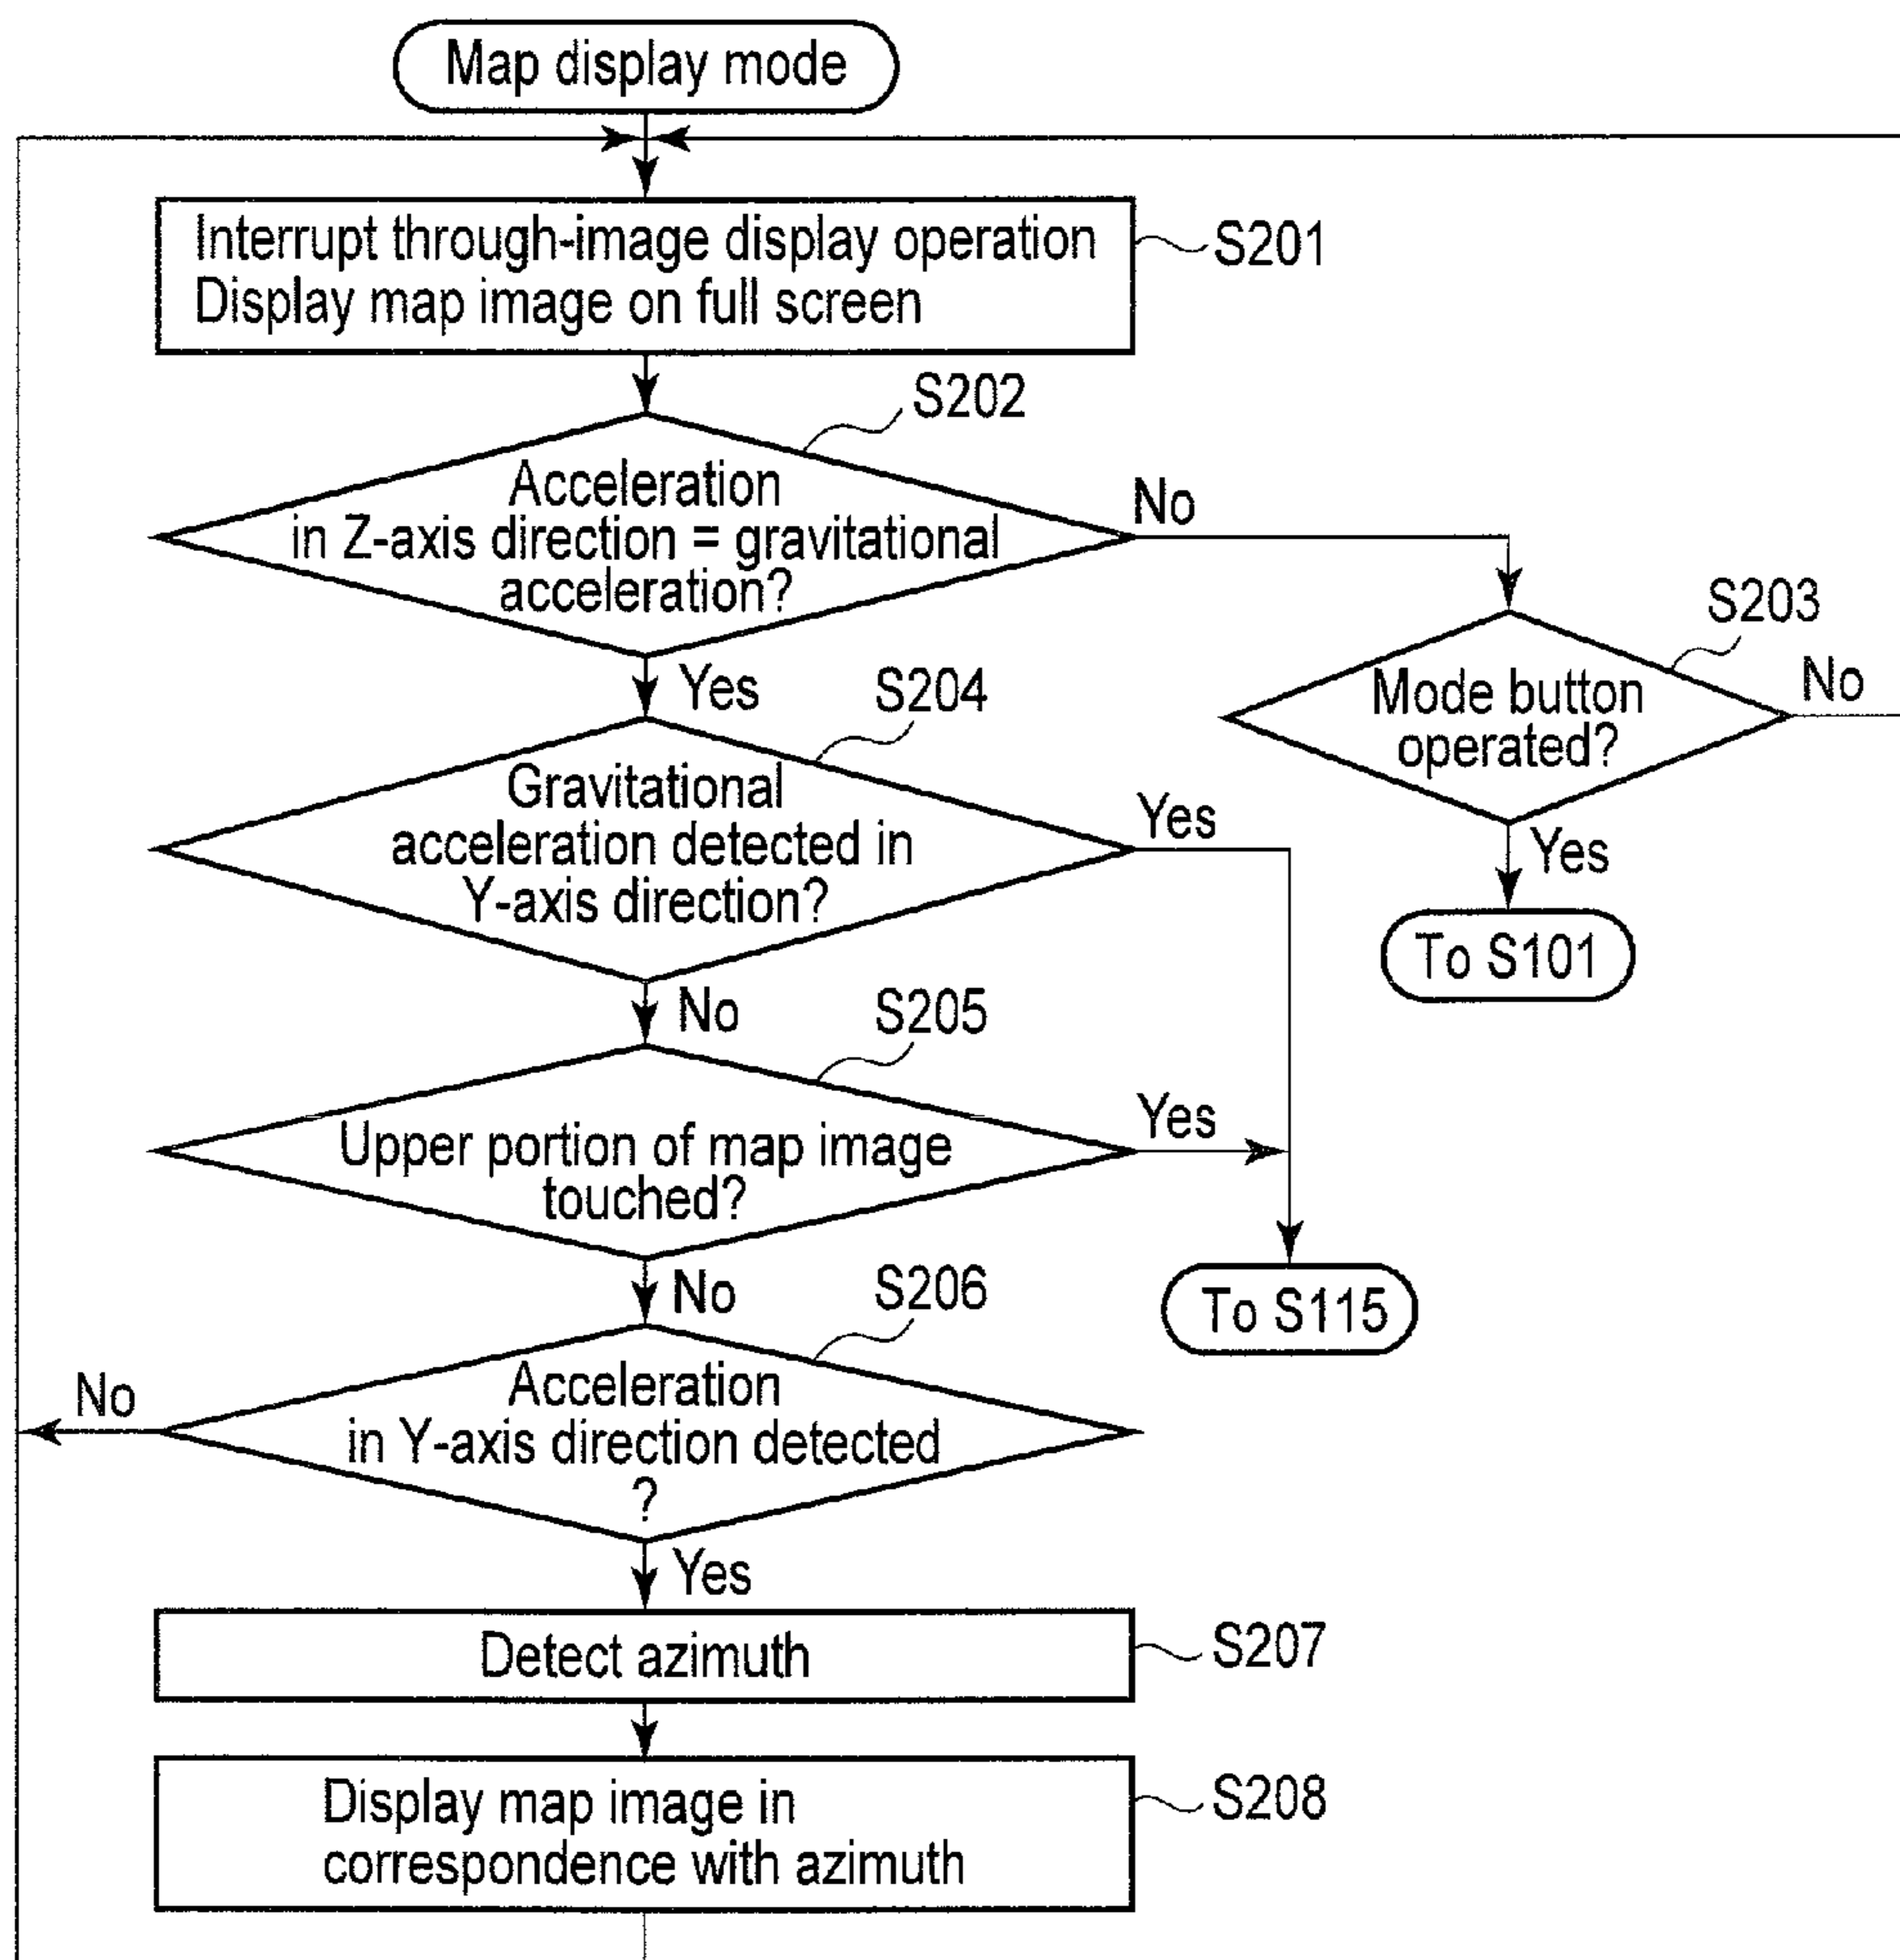 Map display mode
Interrupt through-image display operation
Display map image on full screen
S201
S202
Acceleration
in Z-axis direction = gravitational
acceleration?
No
S203
Mode button
operated?
No
Yes
To S101
Yes
S204
Gravitational
acceleration detected in
Y-axis direction?
Yes
No
S205
Upper portion of map image
touched?
Yes
To S115
No
S206
Acceleration
in Y-axis direction detected
?
No
Yes
Detect azimuth
S207
Display map image in
correspondence with azimuth
S208